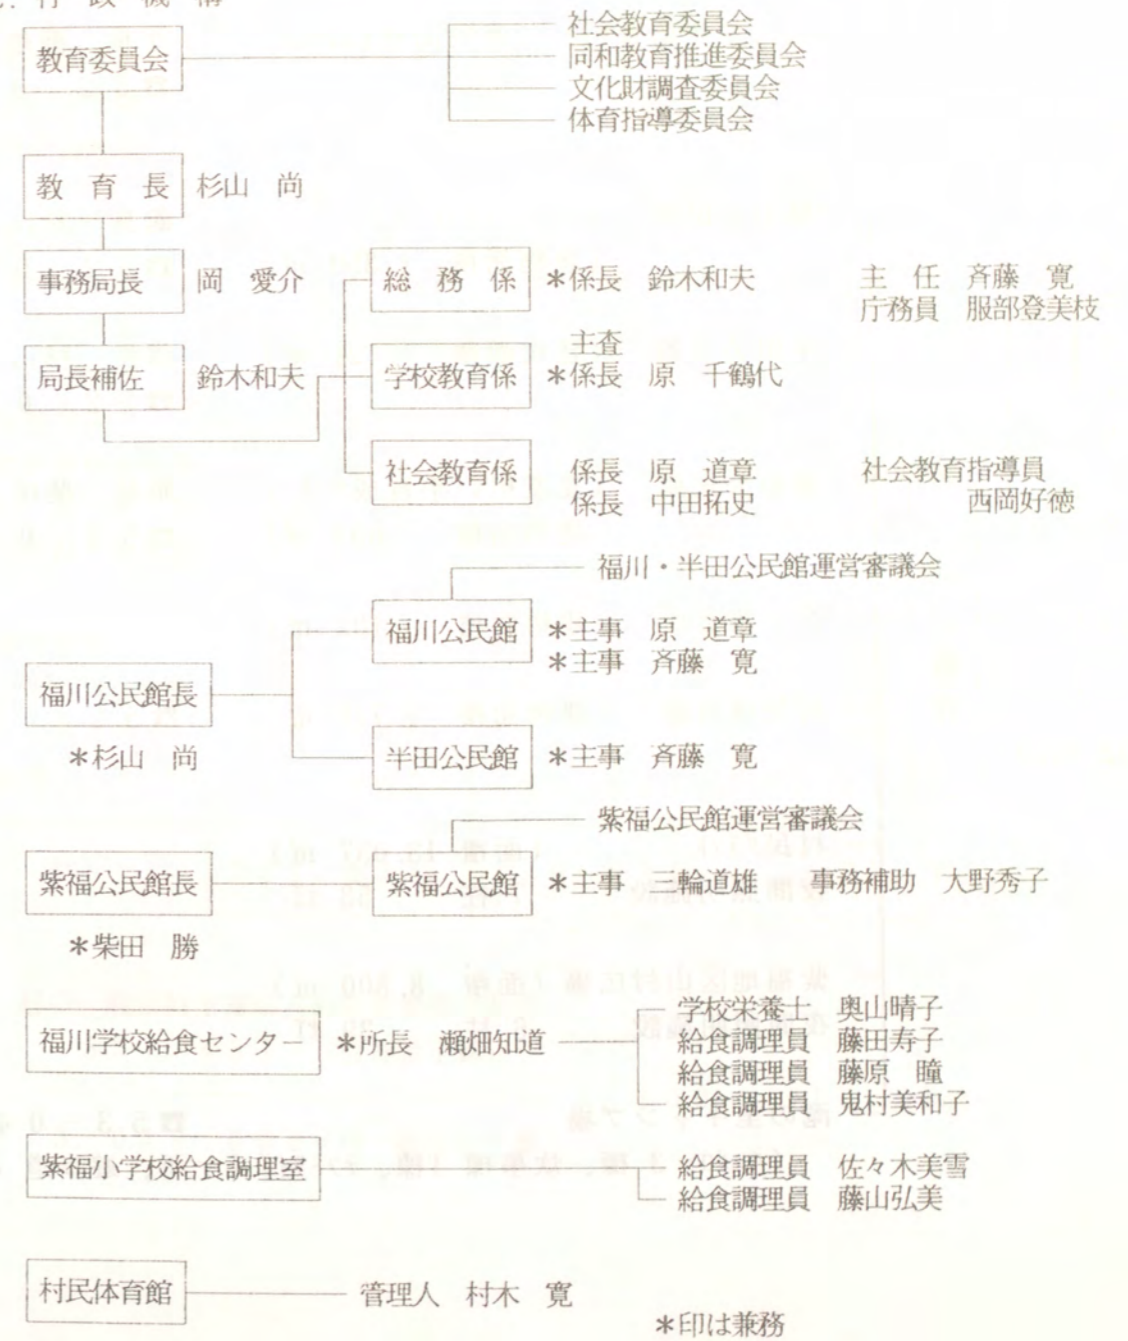 行 政 機 構
社会教育委員会
教育委員会 同和教育推進委員会
文化財調査委員会
体育指導委員会
教 育 長 杉山 尚
事務局長 岡 愛介 総 務 係 *係長 鈴木和夫 主 任 斉藤 寛
庁務員 服部登美枝
主査
局長補佐 鈴木和夫 学校教育係 *係長 原 千鶴代
社会教育係 係長 原 道章 社会教育指導員
係長 中田拓史 西岡好徳
福川・半田公民館運営審議会
福川公民館 *主事 原 道章
*主事 斉藤 寛
福川公民館長
*杉山 尚 半田公民館 *主事 斉藤 寛
紫福公民館運営審議会
紫福公民館長 紫福公民館 *主事 三輪道雄 事務補助 大野秀子
*柴田 勝
学校栄養士 奥山晴子
福川学校給食センター *所長 瀬畑知道 給食調理員 藤田寿子
給食調理員 藤原 瞳
給食調理員 鬼村美和子
紫福小学校給食調理室 給食調理員 佐々木美雪
給食調理員 藤山弘美
村民体育館 管理人 村木 寛
*印は兼務